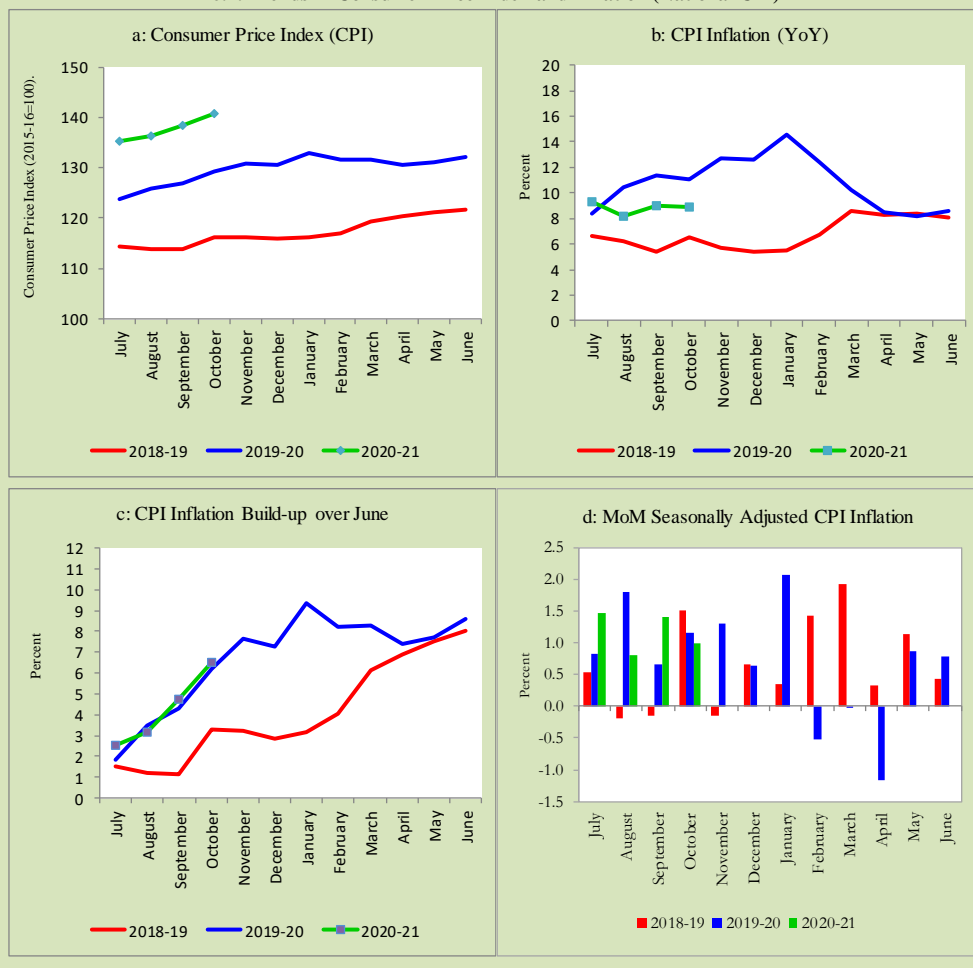 a: Consumer Price Index (CPI)
Consumer Price Index (2015-16=100).
150
140
130
120
110
100
July
August
September
October
November
December
January
February
March
April
May
June
2018-19 2019-20 2020-21
b: CPI Inflation (YoY)
Percent
20
18
16
14
12
10
8
6
4
2
0
July
August
September
October
November
December
January
February
March
April
May
June
2018-19 2019-20 2020-21
c: CPI Inflation Build-up over June
Percent
12
11
10
9
8
7
6
5
4
3
2
1
0
July
August
September
October
November
December
January
February
March
April
May
June
2018-19 2019-20 2020-21
d: MoM Seasonally Adjusted CPI Inflation
Percent
2.5
2.0
1.5
1.0
0.5
0.0
-0.5
-1.0
-1.5
July
August
September
October
November
December
January
February
March
April
May
June
2018-19 2019-20 2020-21